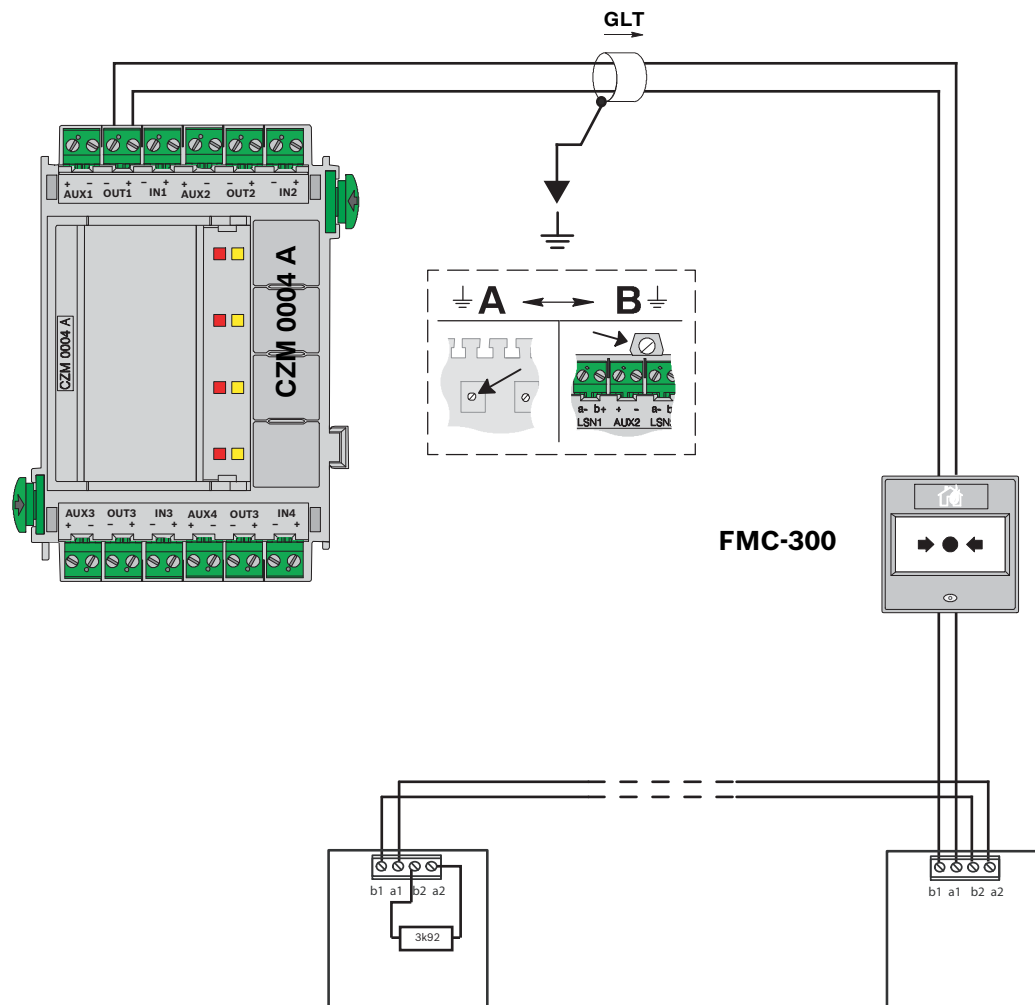 GLT
+ - - + - + + - - + - +
AUX1 OUT1 IN1 AUX2 OUT2 IN2
CZM 0004 A
CZM 0004 A
A B
a- b+ + - a- b
LSN1 AUX2 LSN
AUX3 OUT3 IN3 AUX4 OUT3 IN4
+ - - + - + + - - + - +
FMC-300
b1 a1 b2 a2
3k92
b1 a1 b2 a2